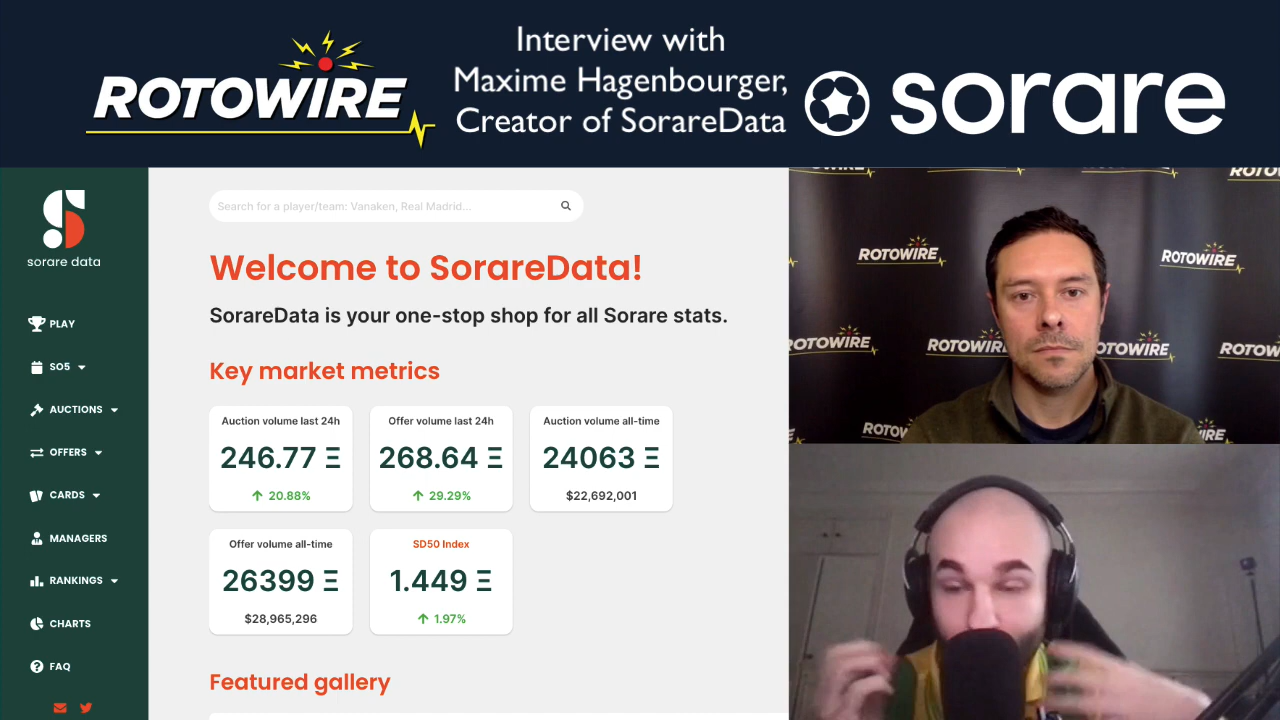 ROTOWIRE
Interview with
Maxime Hagenbourger,
Creator of SorareData
sorare
sorare data
PLAY
SO5
AUCTIONS
OFFERS
CARDS
MANAGERS
RANKINGS
CHARTS
FAQ
Search for a player/team: Vanaken, Real Madrid...
Welcome to SorareData!
SorareData is your one-stop shop for all Sorare stats.
Key market metrics
Auction volume last 24h
246.77 Ξ
20.88%
Offer volume last 24h
268.64 Ξ
29.29%
Auction volume all-time
24063 Ξ
$22,692,001
Offer volume all-time
26399 Ξ
$28,965,296
SD50 Index
1.449 Ξ
1.97%
Featured gallery
ROTOWIRE
ROTOWIRE
ROTOWIRE
ROTOWIRE
ROTOWIRE